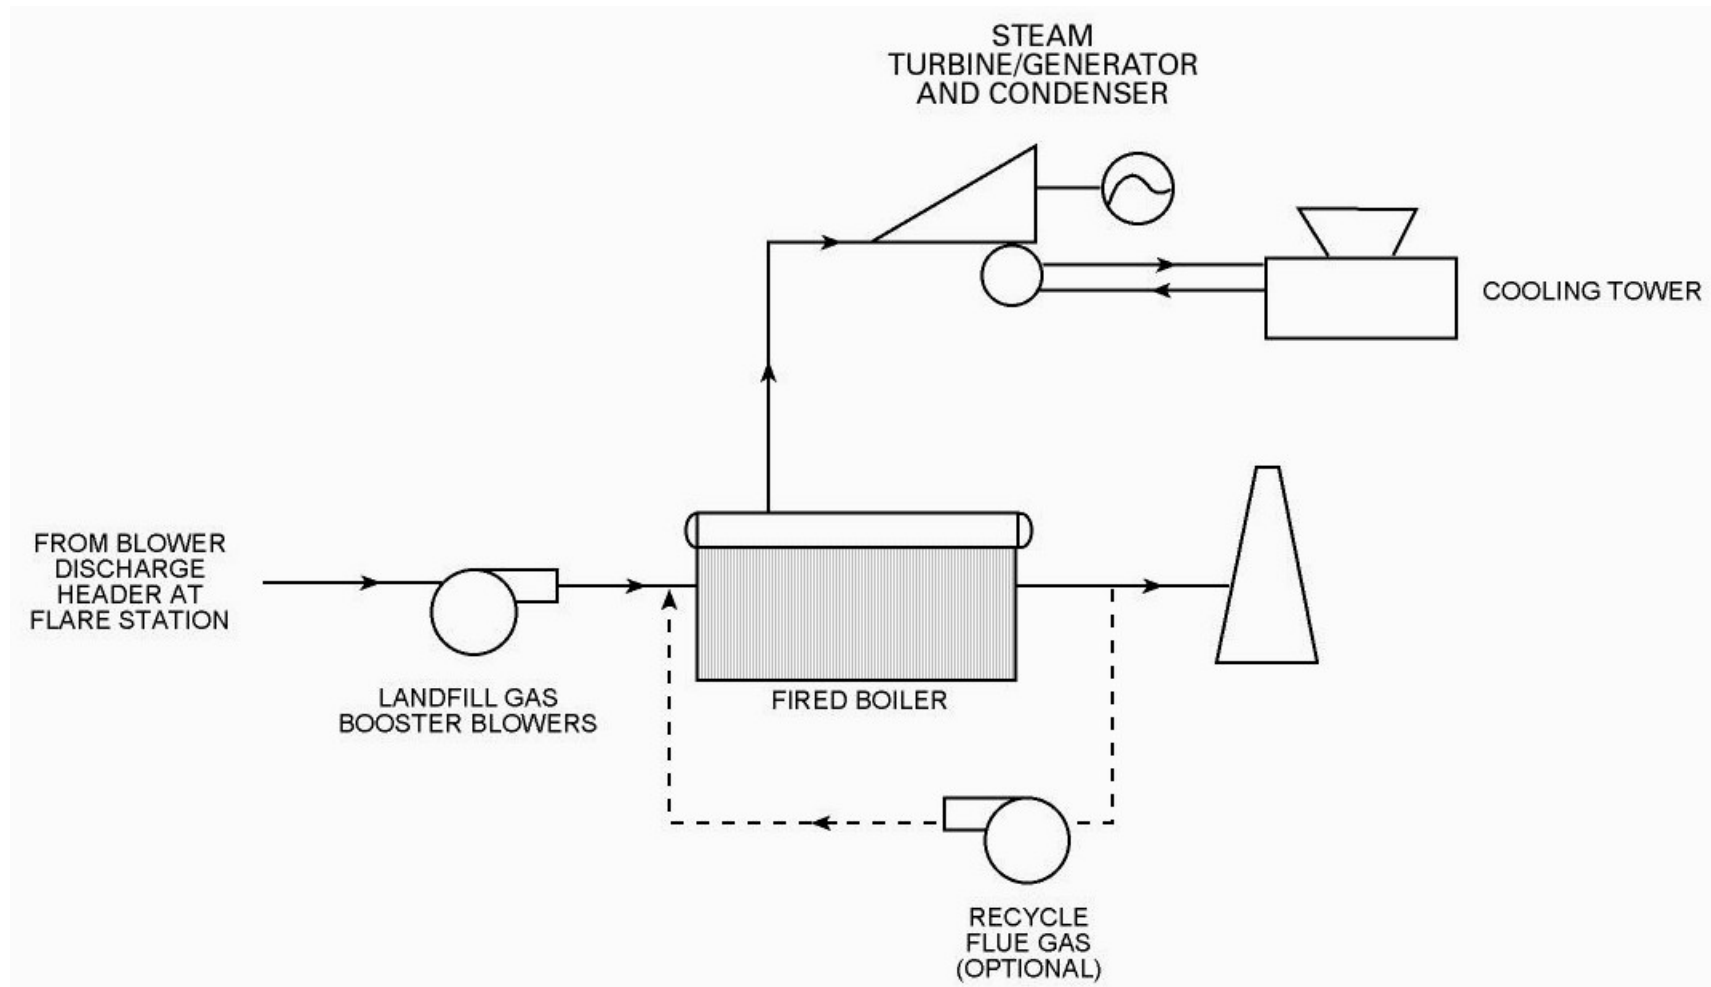 STEAM
TURBINE/GENERATOR
AND CONDENSER
COOLING TOWER
FROM BLOWER
DISCHARGE
HEADER AT
FLARE STATION
LANDFILL GAS
BOOSTER BLOWERS
FIRED BOILER
RECYCLE
FLUE GAS
(OPTIONAL)